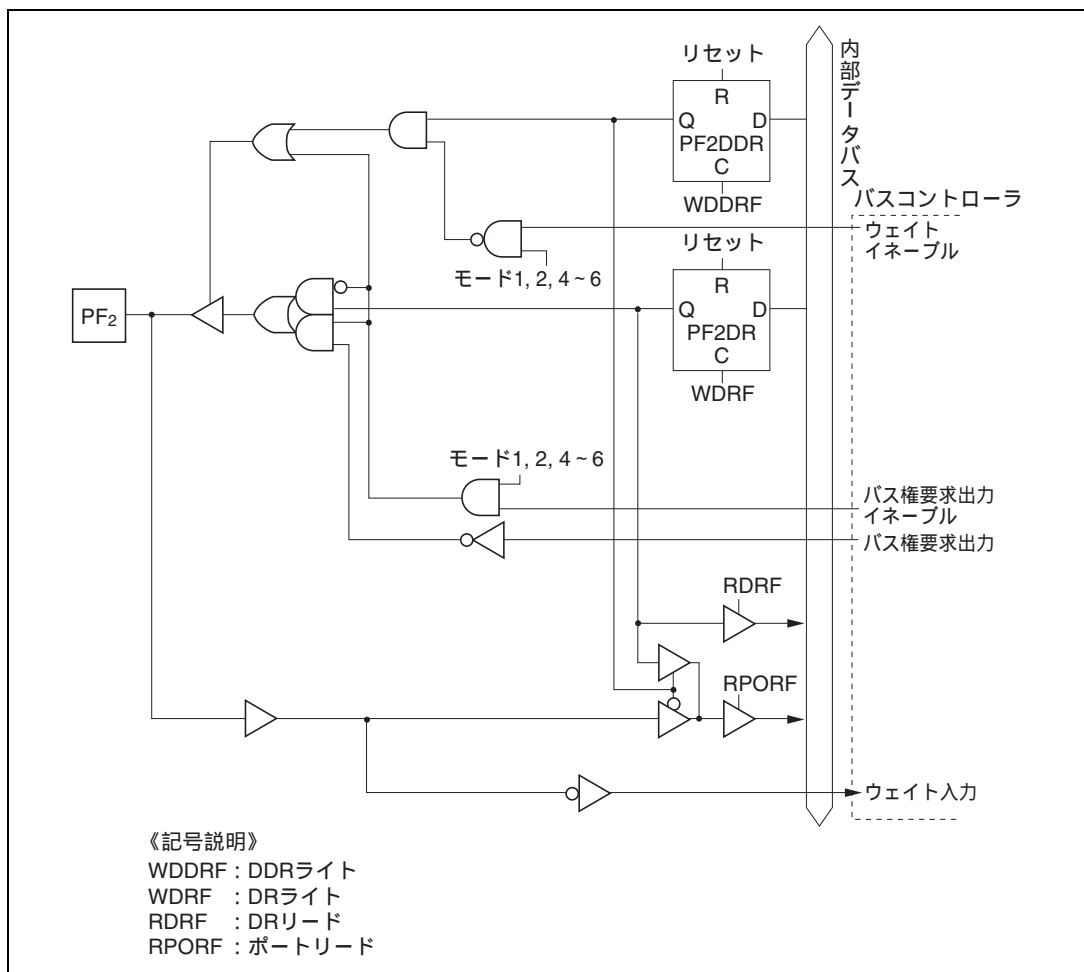 リセット
R
Q D
PF2DDR
C
WDDRF
内部データバス
バスコントローラ
ウェイト
イネーブル
モード1, 2, 4~6
リセット
R
Q D
PF2DR
C
WDRF
PF2
モード1, 2, 4~6
バス権要求出力
イネーブル
バス権要求出力
RDRF
RPORF
ウェイト入力
《記号説明》
WDDRF : DDRライト
WDRF : DRライト
RDRF : DRリード
RPORF : ポートリード